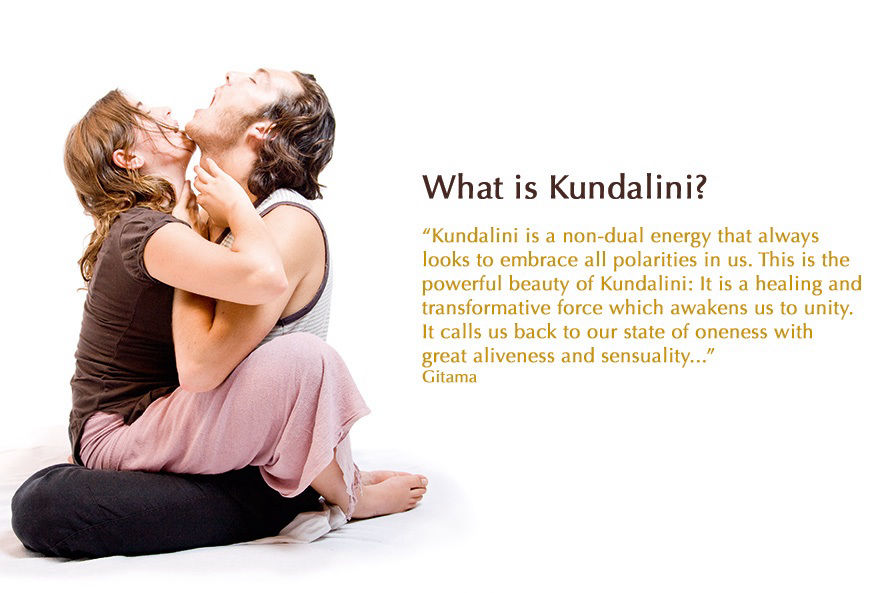 What is Kundalini?
“Kundalini is a non-dual energy that always
looks to embrace all polarities in us. This is the
powerful beauty of Kundalini: It is a healing and
transformative force which awakens us to unity.
It calls us back to our state of oneness with
great aliveness and sensuality...”
Gitama